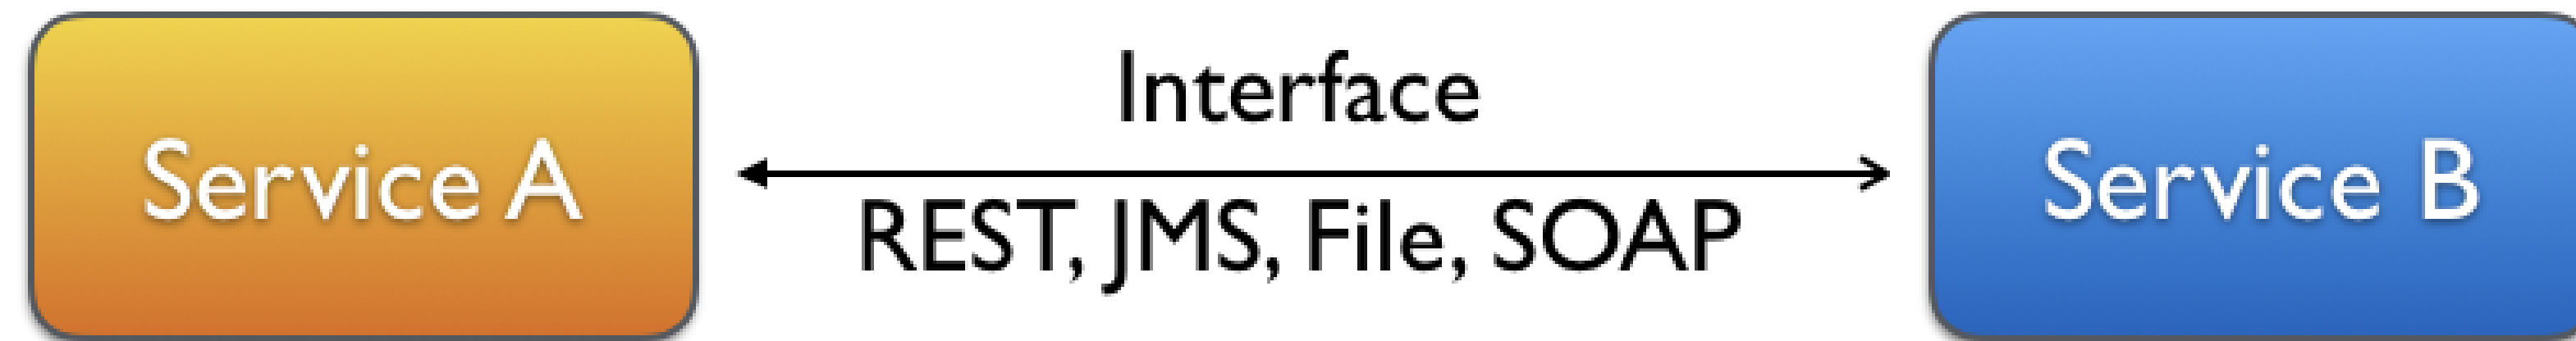 Service A
Interface
REST, JMS, File, SOAP
Service B